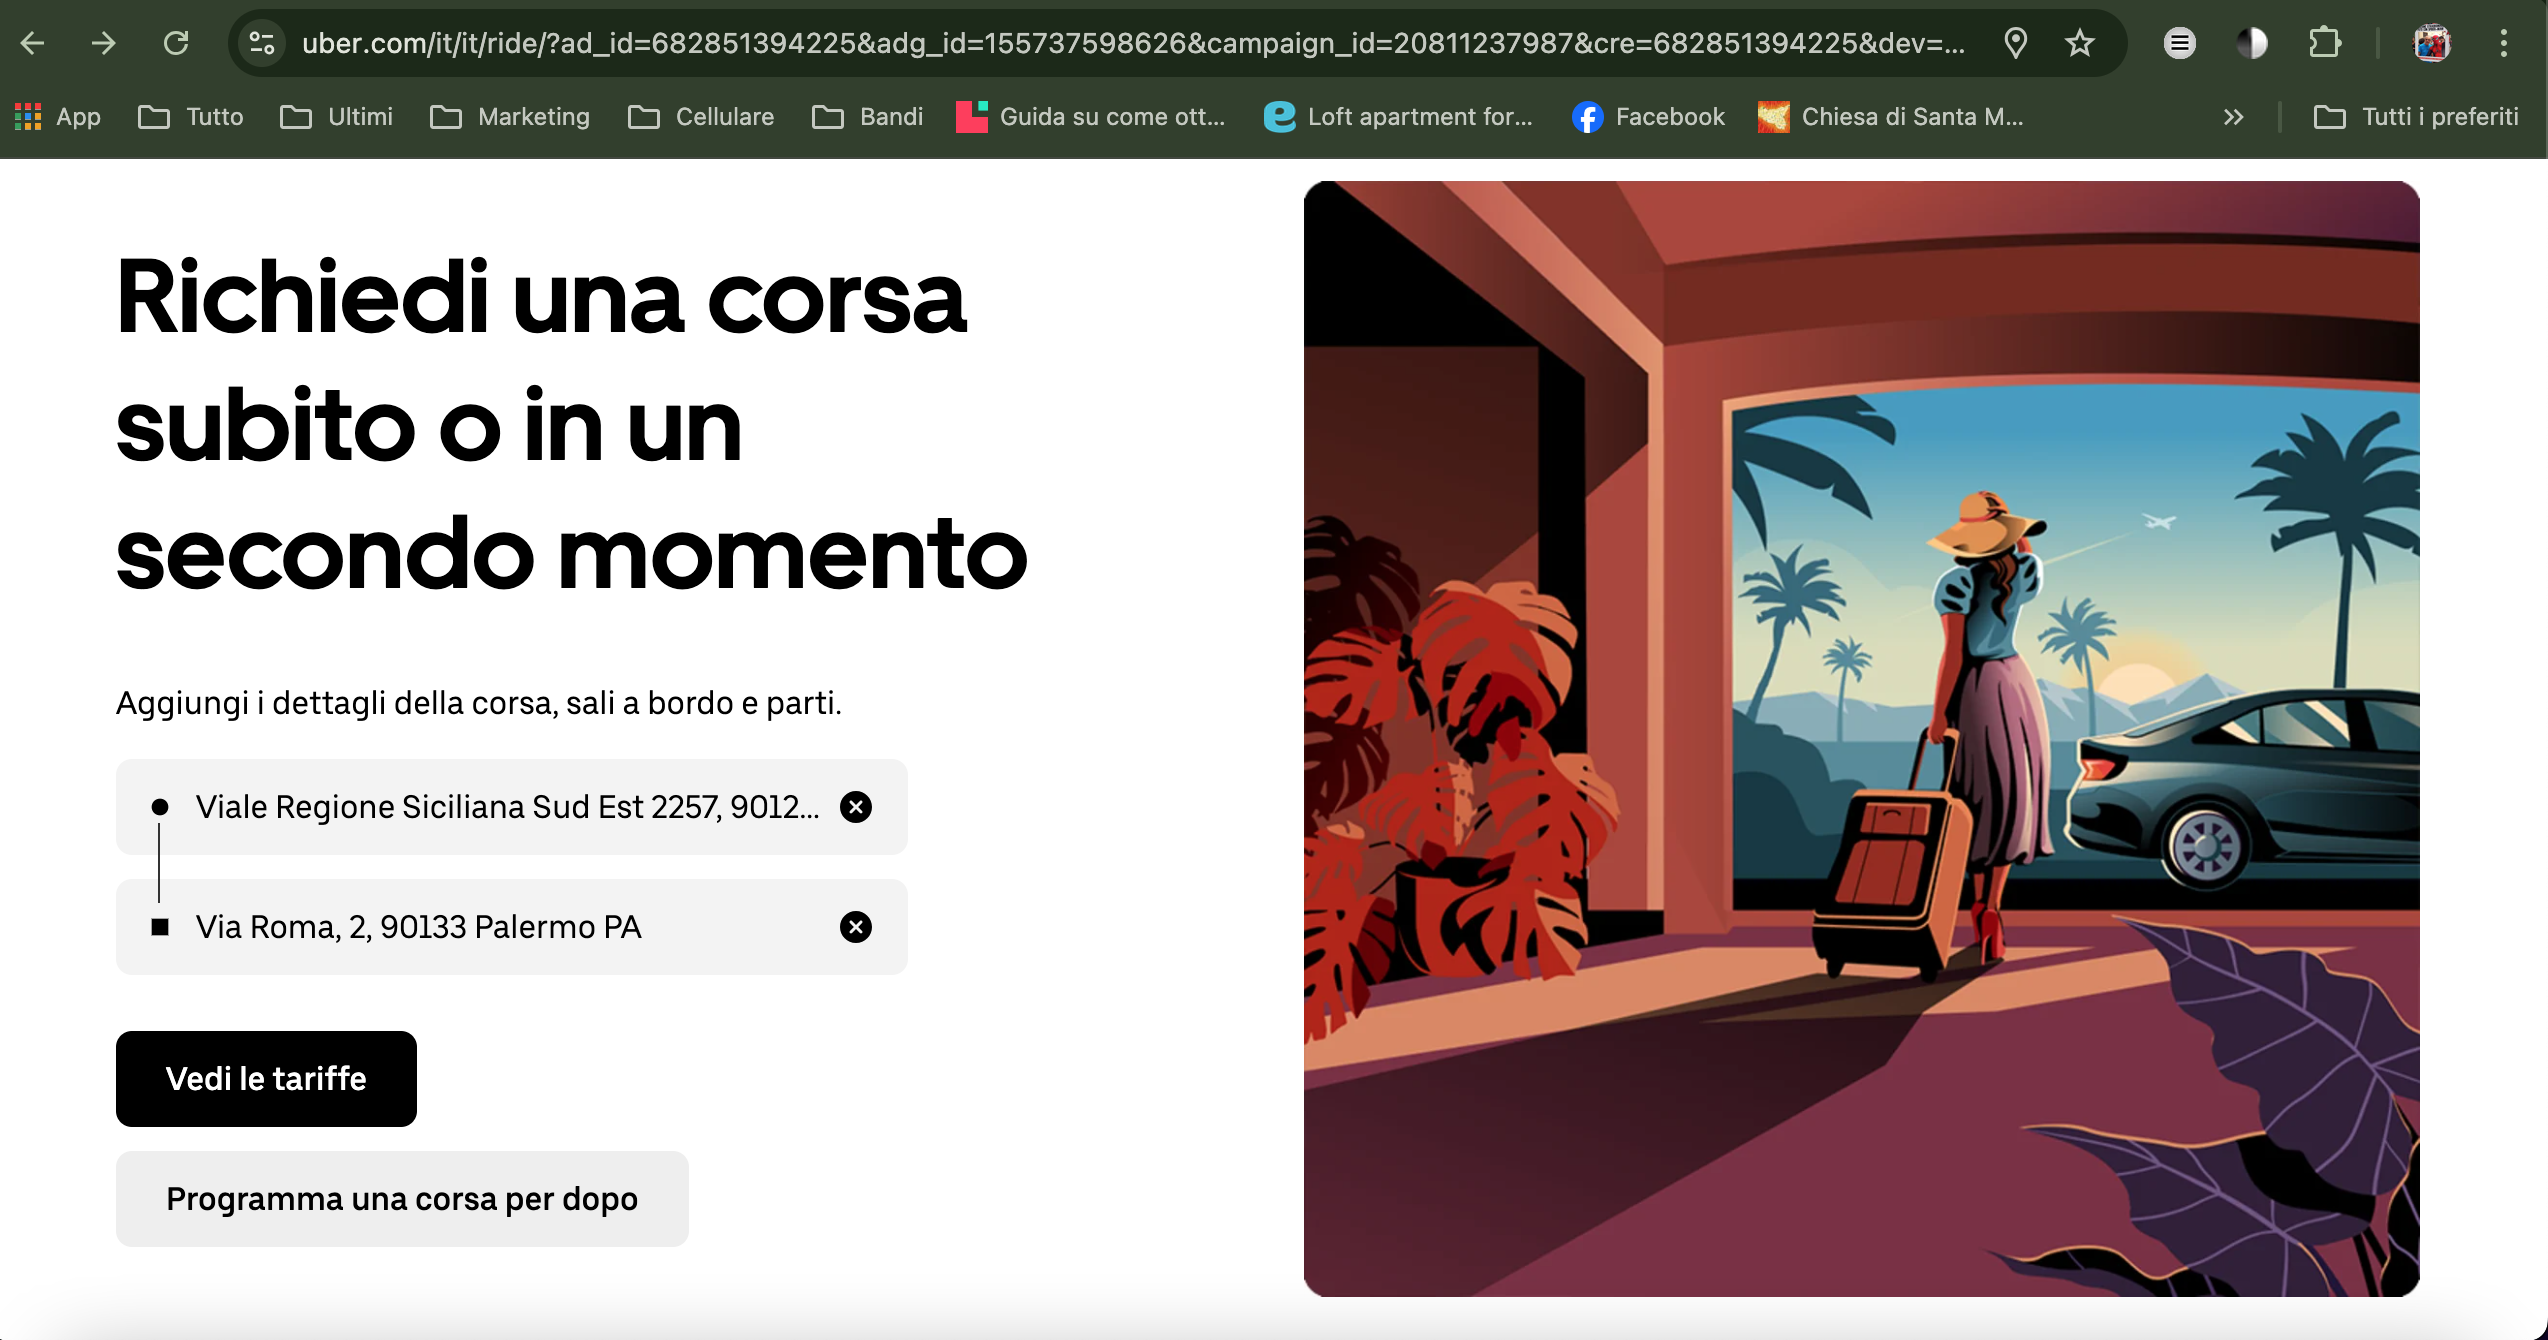 uber.com/it/it/ride/?ad_id=682851394225&adg_id=155737598626&campaign_id=20811237987&cre=682851394225&dev=...
App Tutto Ultimi Marketing Cellulare Bandi Guida su come ott... Loft apartment for... Facebook Chiesa di Santa M... Tutti i preferiti
Richiedi una corsa
subito o in un
secondo momento
Aggiungi i dettagli della corsa, sali a bordo e parti.
Viale Regione Siciliana Sud Est 2257, 9012...
Via Roma, 2, 90133 Palermo PA
Vedi le tariffe
Programma una corsa per dopo